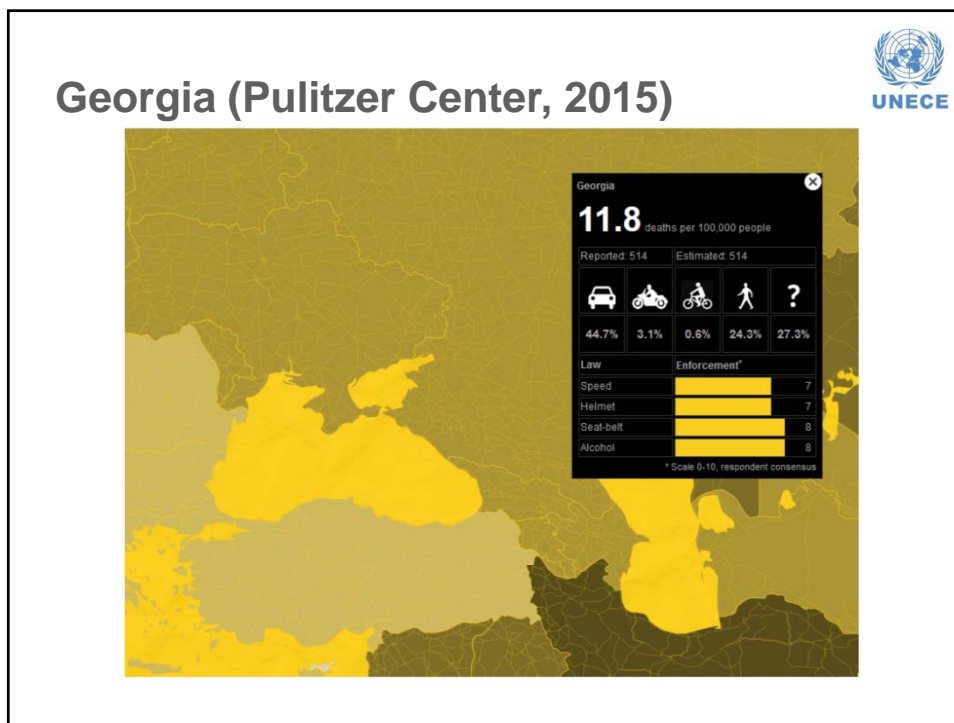 Georgia (Pulitzer Center, 2015)
UNECE
Georgia
11.8 deaths per 100,000 people
Reported: 514 Estimated: 514
?
44.7% 3.1% 0.6% 24.3% 27.3%
Law Enforcement*
Speed 7
Helmet 7
Seat-belt 8
Alcohol 8
* Scale 0-10, respondent consensus